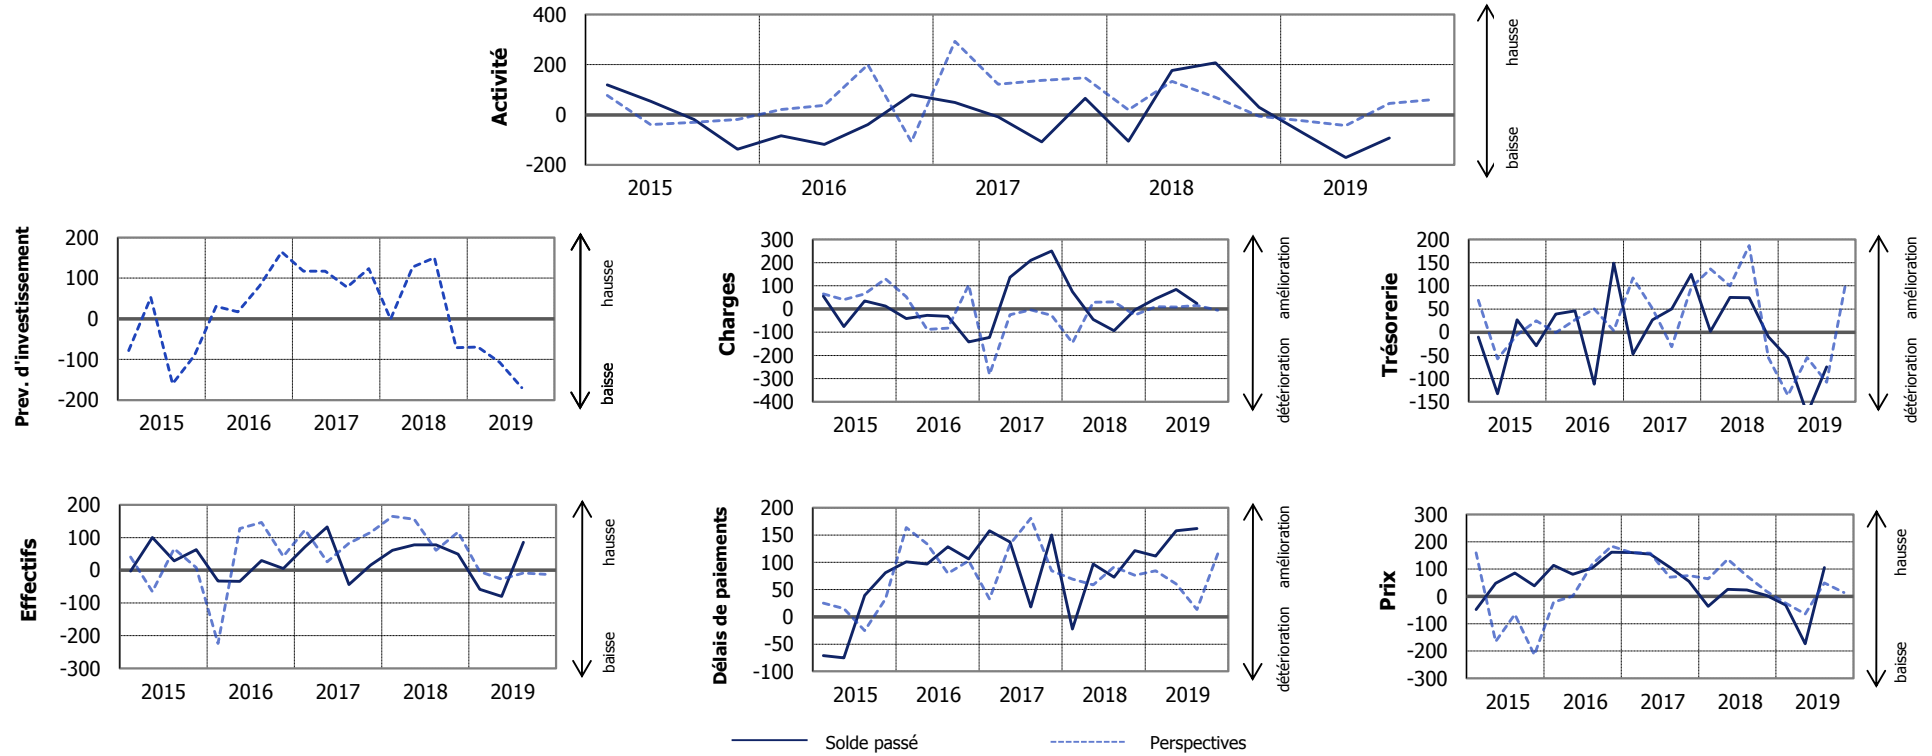 Activité
400
200
0
-200
2015 2016 2017 2018 2019
hausse
baisse
Prev. d'investissement
200
100
0
-100
-200
2015 2016 2017 2018 2019
hausse
baisse
Charges
300
200
100
0
-100
-200
-300
-400
2015 2016 2017 2018 2019
amélioration
détérioration
Trésorerie
200
150
100
50
0
-50
-100
-150
2015 2016 2017 2018 2019
amélioration
détérioration
Effectifs
200
100
0
-100
-200
-300
2015 2016 2017 2018 2019
hausse
baisse
Délais de paiements
200
150
100
50
0
-50
-100
2015 2016 2017 2018 2019
amélioration
détérioration
Prix
300
200
100
0
-100
-200
-300
2015 2016 2017 2018 2019
hausse
baisse
Solde passé Perspectives